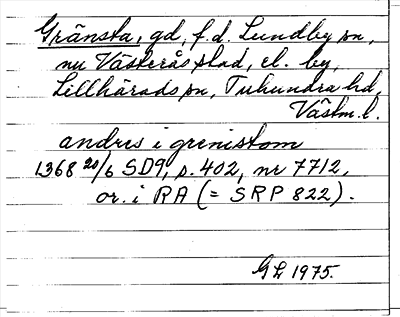 Gränsta, gd, f.d. Lundby sn,
nu Västerås stad, el. by,
Lillhärads sn, Tuhundra hd,
Västm. l.
andres i grenistom
1368 20/6 SD9, s. 402, nr 7712,
or. i RA (= SRP 822).
GL 1975.